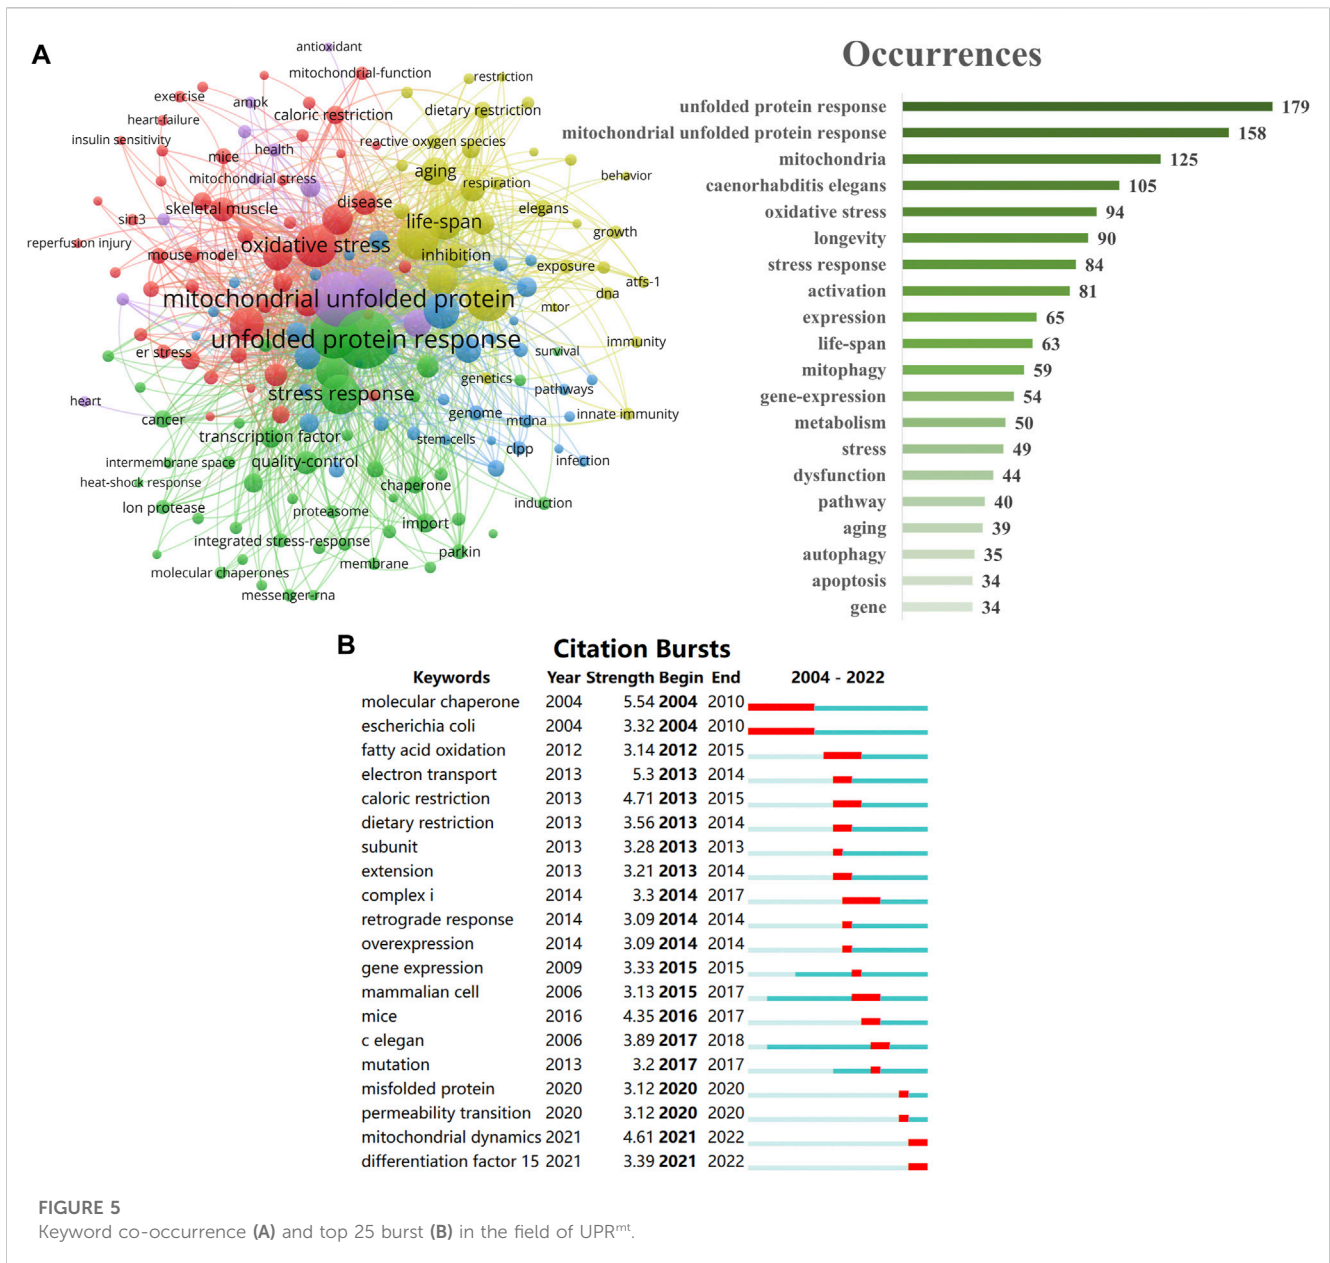 A
antioxidant
mitochondrial-function
restriction
exercise
ampk
caloric restriction
dietary restriction
heart-failure
insulin sensitivity
reactive oxygen species
mice
health
mitochondrial stress
aging
respiration
behavior
skeletal muscle
disease
sirt3
life-span
elegans
reperfusion injury
oxidative stress
growth
mouse model
inhibition
exposure
atfs-1
mitochondrial unfolded protein
dna
mtor
unfolded protein response
immunity
er stress
survival
genetics
pathways
heart
stress response
cancer
genome
mtdna
innate immunity
transcription factor
stem-cells
clpp
intermembrane space
quality-control
infection
heat-shock response
chaperone
lon protease
proteasome
induction
import
integrated stress-response
parkin
membrane
molecular chaperones
messenger-rna
Occurrences
unfolded protein response 179
mitochondrial unfolded protein response 158
mitochondria 125
caenorhabditis elegans 105
oxidative stress 94
longevity 90
stress response 84
activation 81
expression 65
life-span 63
mitophagy 59
gene-expression 54
metabolism 50
stress 49
dysfunction 44
pathway 40
aging 39
autophagy 35
apoptosis 34
gene 34
B
Citation Bursts
Keywords Year Strength Begin End 2004 - 2022
molecular chaperone 2004 5.54 2004 2010
escherichia coli 2004 3.32 2004 2010
fatty acid oxidation 2012 3.14 2012 2015
electron transport 2013 5.3 2013 2014
caloric restriction 2013 4.71 2013 2015
dietary restriction 2013 3.56 2013 2014
subunit 2013 3.28 2013 2013
extension 2013 3.21 2013 2014
complex i 2014 3.3 2014 2017
retrograde response 2014 3.09 2014 2014
overexpression 2014 3.09 2014 2014
gene expression 2009 3.33 2015 2015
mammalian cell 2006 3.13 2015 2017
mice 2016 4.35 2016 2017
c elegan 2006 3.89 2017 2018
mutation 2013 3.2 2017 2017
misfolded protein 2020 3.12 2020 2020
permeability transition 2020 3.12 2020 2020
mitochondrial dynamics 2021 4.61 2021 2022
differentiation factor 15 2021 3.39 2021 2022
FIGURE 5
Keyword co-occurrence (A) and top 25 burst (B) in the field of UPRmt.